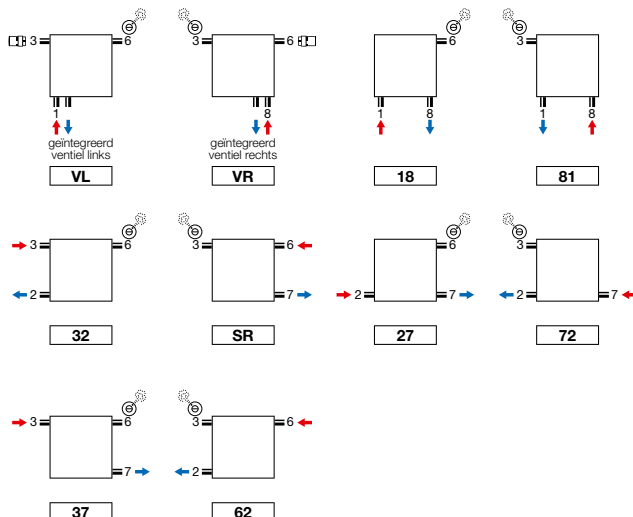 3 6 3 6 6 3
1 8 1 8 1 8
geïntegreerd geïntegreerd
ventiel links ventiel rechts
VL VR 18 81
3 6 3 6 6 3
2 7 2 7 2 7
32 SR 27 72
3 6 3 6
7 2
37 62